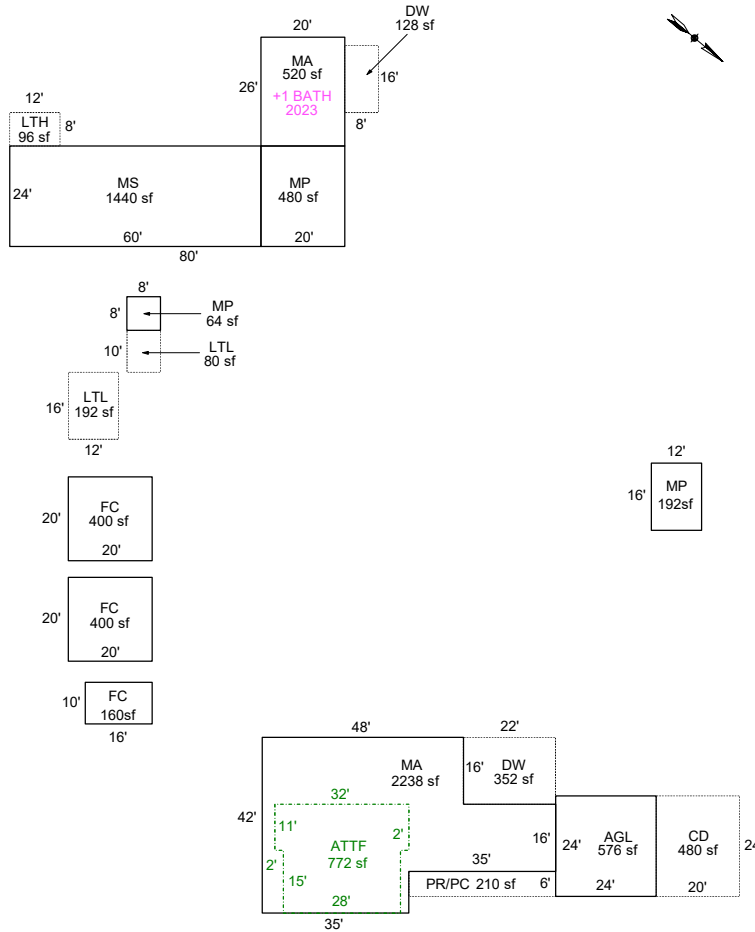 DW
128 sf
20'
MA
520 sf
+1 BATH
2023
26'
16'
8'
12'
LTH
96 sf
8'
24'
MS
1440 sf
MP
480 sf
60'
20'
80'
8'
8'
MP
64 sf
10'
LTL
80 sf
16'
LTL
192 sf
12'
12'
16'
MP
192sf
20'
FC
400 sf
20'
20'
FC
400 sf
20'
10'
FC
160sf
16'
48'
22'
MA
2238 sf
16'
DW
352 sf
42'
32'
11'
2'
ATTF
772 sf
2'
15'
28'
35'
35'
16'
PR/PC 210 sf
6'
24'
AGL
576 sf
24'
CD
480 sf
20'
24